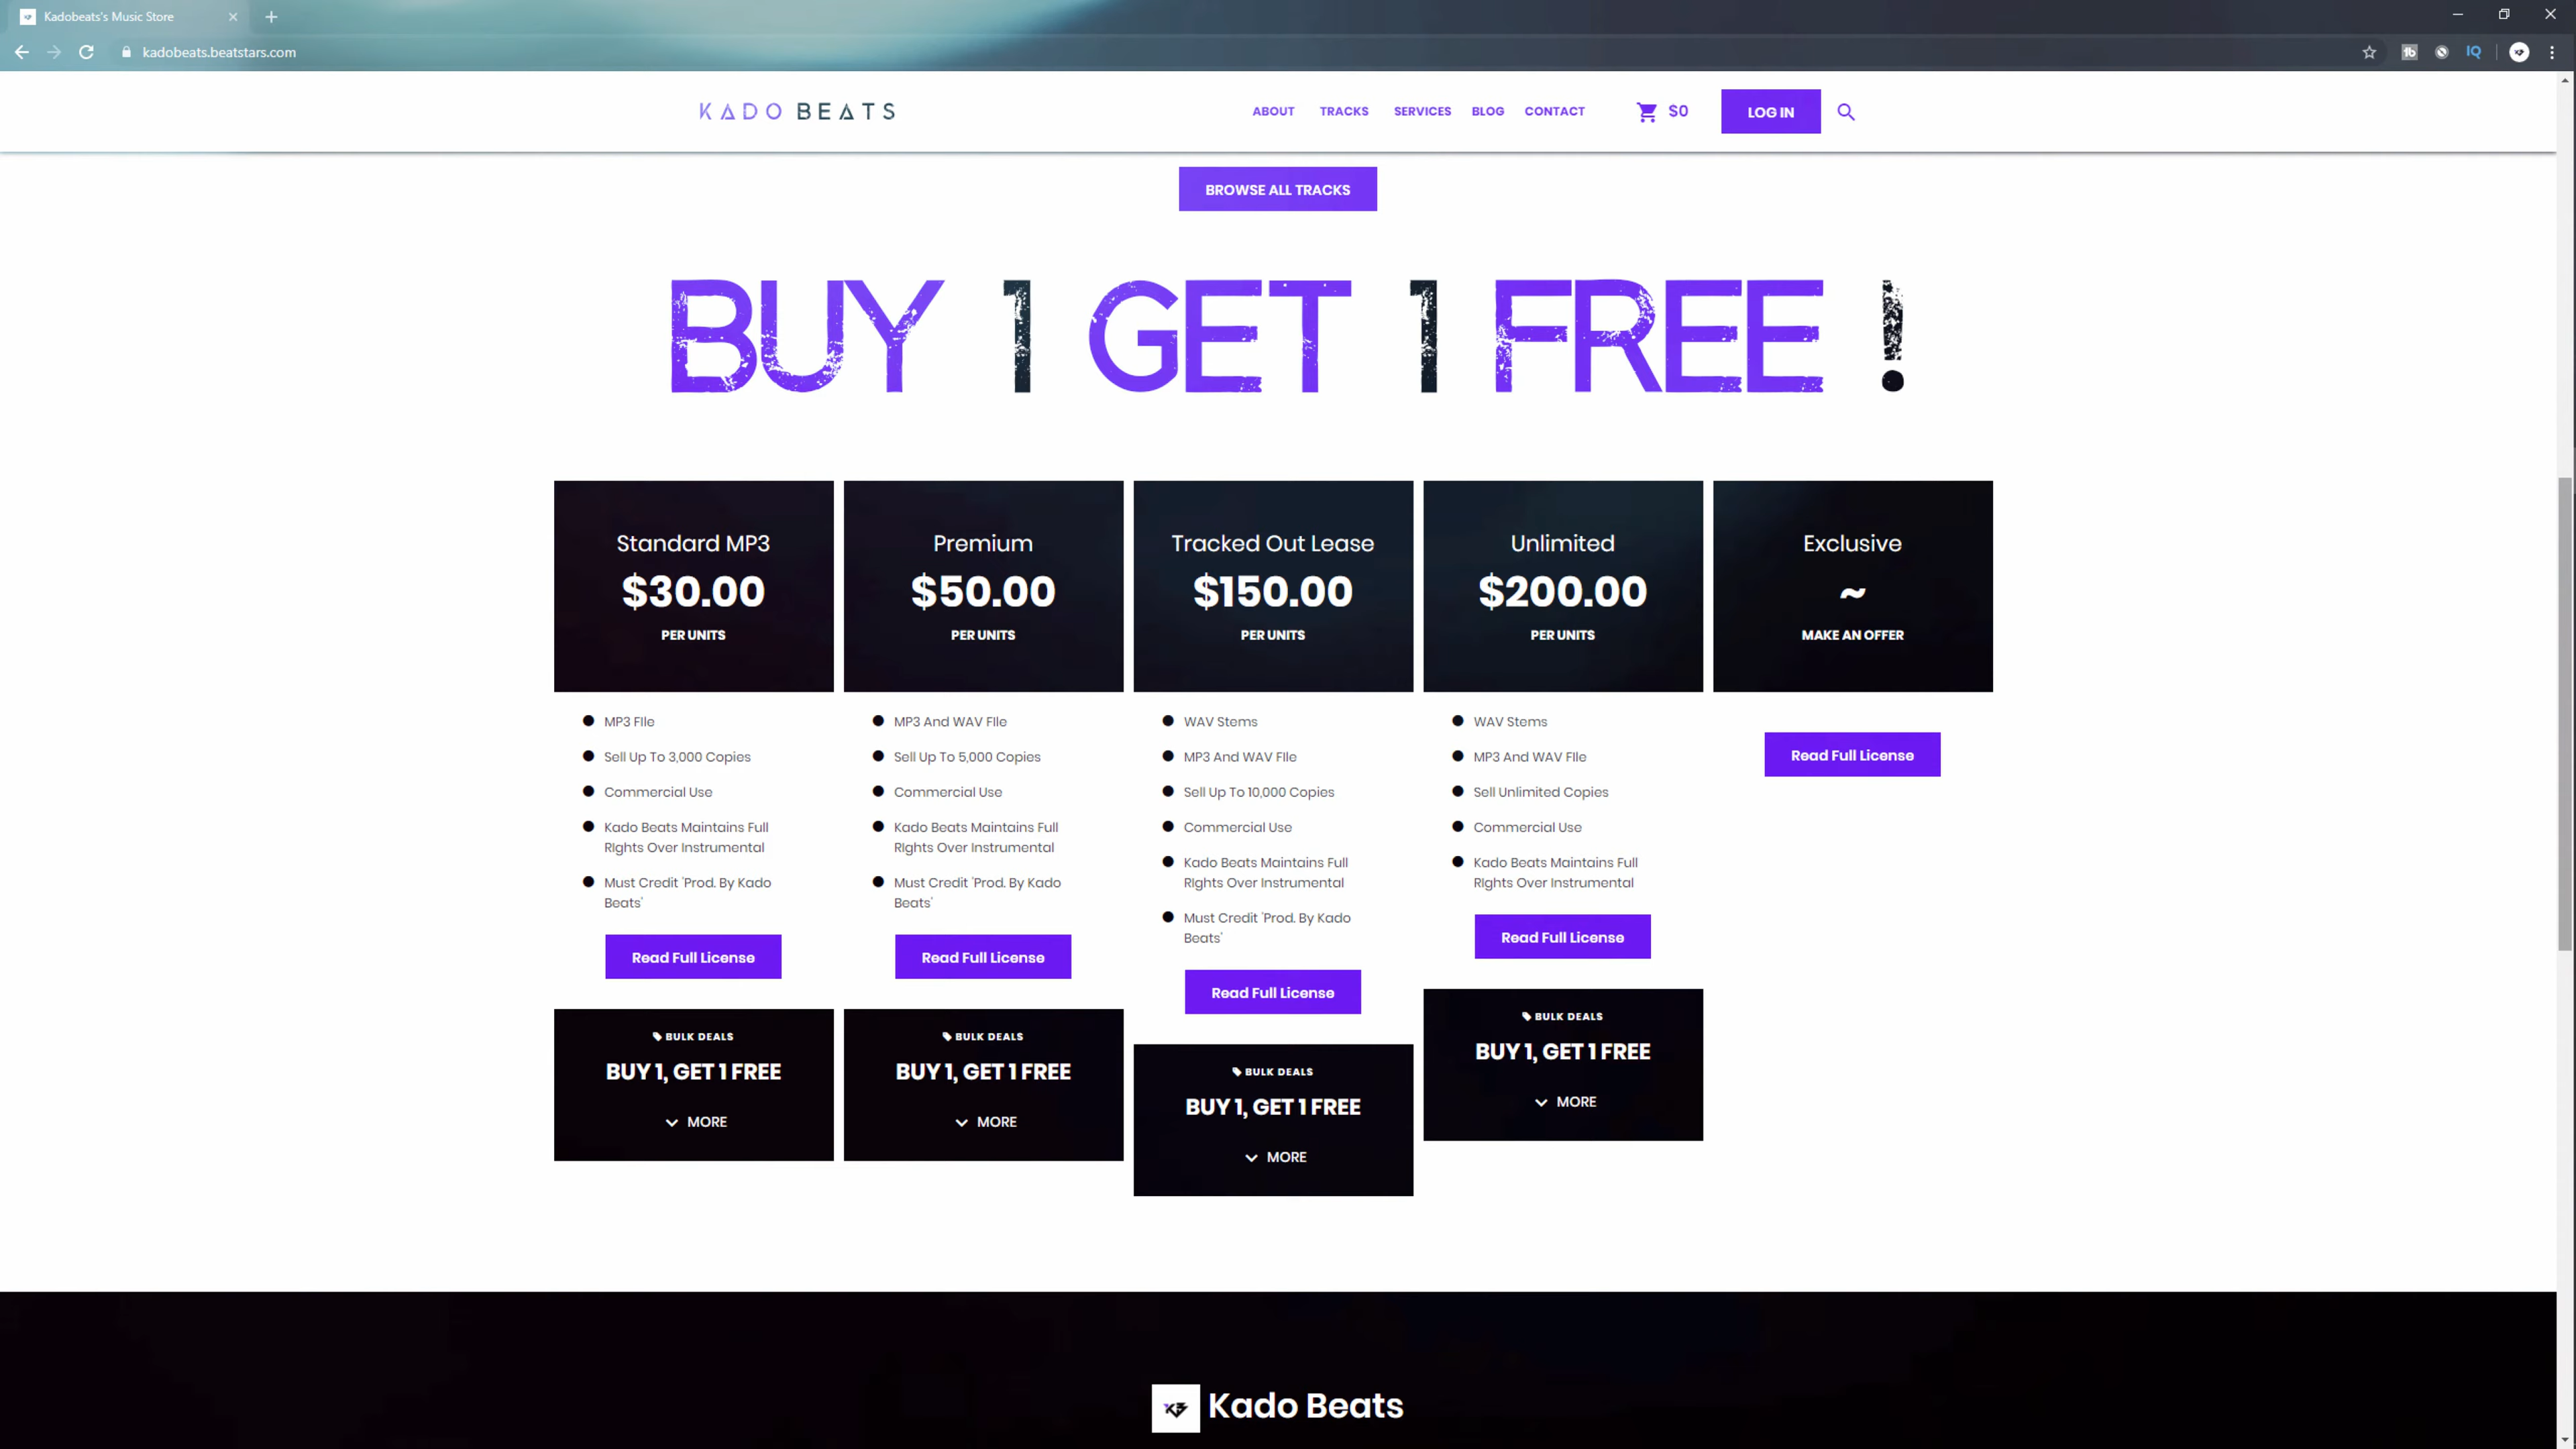 Kadobeats's Music Store
kadobeats.beatstars.com
IQ
KADO BEATS
ABOUT TRACKS SERVICES BLOG CONTACT $0 LOG IN
BROWSE ALL TRACKS
BUY 1 GET 1 FREE !
Standard MP3
$30.00
PER UNITS
MP3 FIle
Sell Up To 3,000 Copies
Commercial Use
Kado Beats Maintains Full
RIghts Over Instrumental
Must Credit 'Prod. By Kado
Beats'
Read Full License
BULK DEALS
BUY 1, GET 1 FREE
MORE
Premium
$50.00
PER UNITS
MP3 And WAV FIle
Sell Up To 5,000 Copies
Commercial Use
Kado Beats Maintains Full
RIghts Over Instrumental
Must Credit 'Prod. By Kado
Beats'
Read Full License
BULK DEALS
BUY 1, GET 1 FREE
MORE
Tracked Out Lease
$150.00
PER UNITS
WAV Stems
MP3 And WAV FIle
Sell Up To 10,000 Copies
Commercial Use
Kado Beats Maintains Full
RIghts Over Instrumental
Must Credit 'Prod. By Kado
Beats'
Read Full License
BULK DEALS
BUY 1, GET 1 FREE
MORE
Unlimited
$200.00
PER UNITS
WAV Stems
MP3 And WAV FIle
Sell Unlimited Copies
Commercial Use
Kado Beats Maintains Full
RIghts Over Instrumental
Read Full License
BULK DEALS
BUY 1, GET 1 FREE
MORE
Exclusive
~
MAKE AN OFFER
Read Full License
Kado Beats